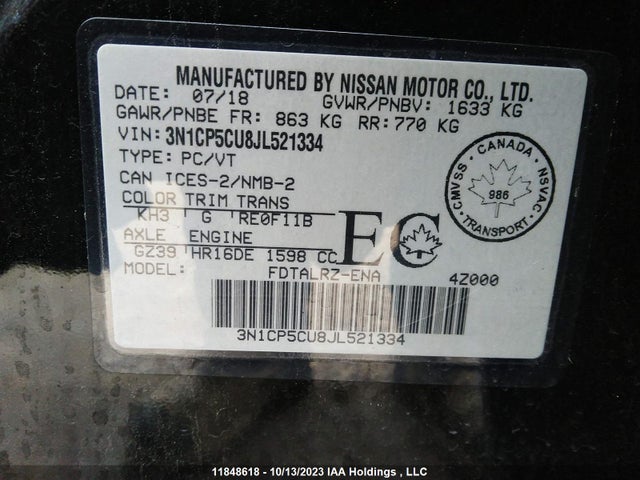 MANUFACTURED BY NISSAN MOTOR CO., LTD.
DATE: 07/18 GVWR/PNBV: 1633 KG
GAWR/PNBE FR: 863 KG RR: 770 KG
VIN: 3N1CP5CU8JL521334
TYPE: PC/VT
CAN ICES-2/NMB-2
COLOR TRIM TRANS
KH3 G RE0F11B
AXLE ENGINE
GZ39 HR16DE 1598 CC
MODEL: FDTALRZ-ENA 4Z000
EC
CANADA
CMVSS NSVAC
986
TRANSPORT
3N1CP5CU8JL521334
11848618 - 10/13/2023 IAA Holdings , LLC